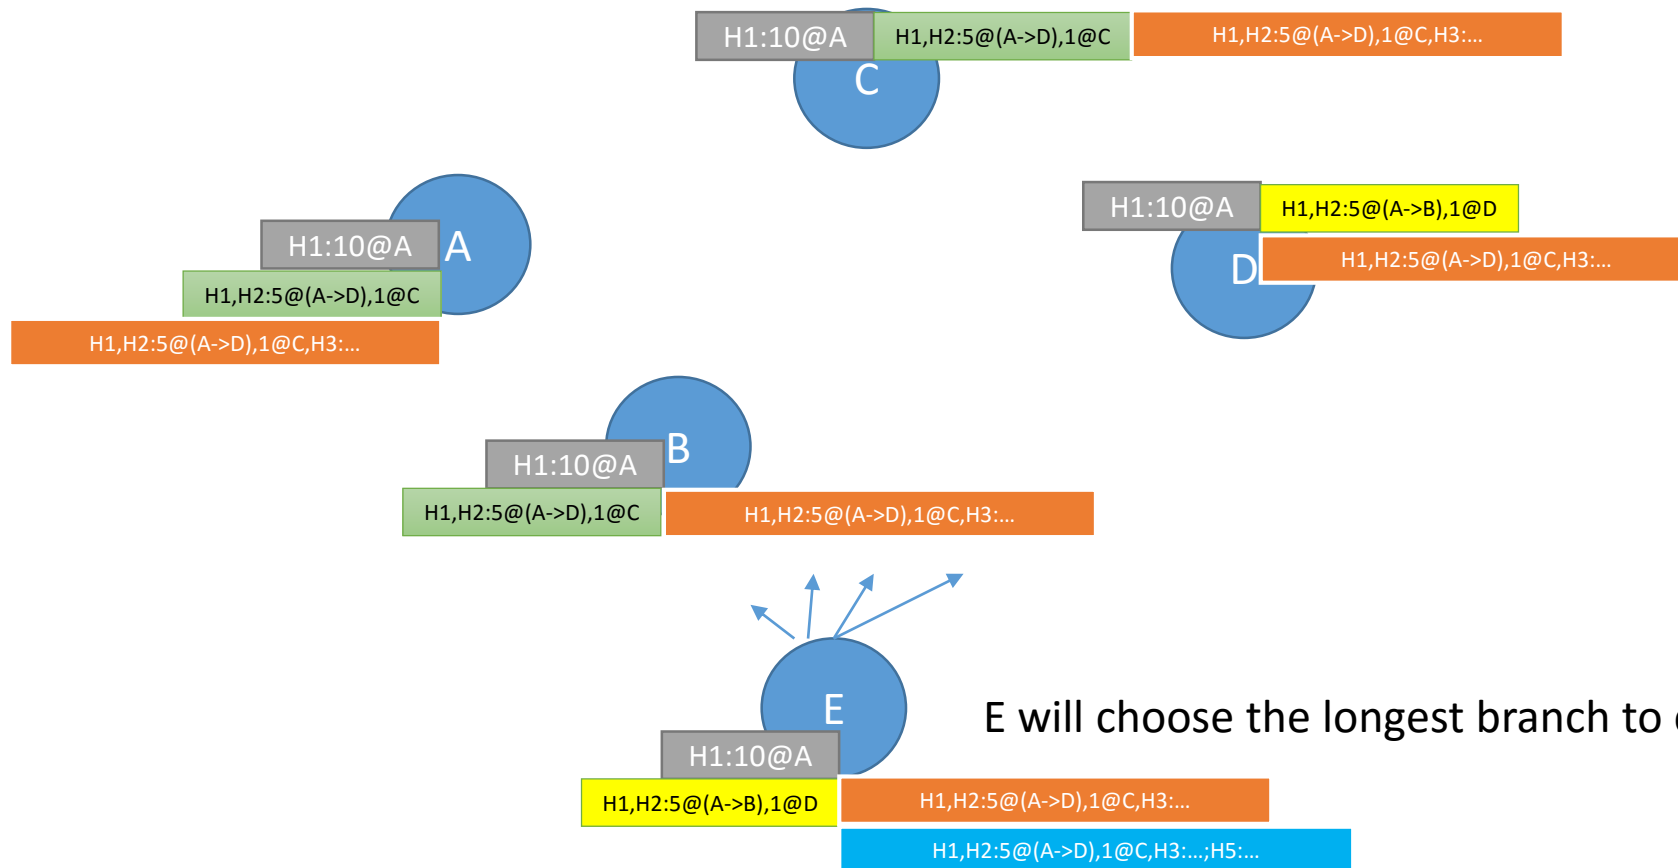 H1:10@A
H1,H2:5@(A->D),1@C
H1,H2:5@(A->D),1@C,H3:...
C
H1:10@A
H1,H2:5@(A->B),1@D
H1,H2:5@(A->D),1@C,H3:...
D
H1:10@A
A
H1,H2:5@(A->D),1@C
H1,H2:5@(A->D),1@C,H3:...
H1:10@A
B
H1,H2:5@(A->D),1@C
H1,H2:5@(A->D),1@C,H3:...
E
E will choose the longest branch to
H1:10@A
H1,H2:5@(A->B),1@D
H1,H2:5@(A->D),1@C,H3:...
H1,H2:5@(A->D),1@C,H3:...;H5:...